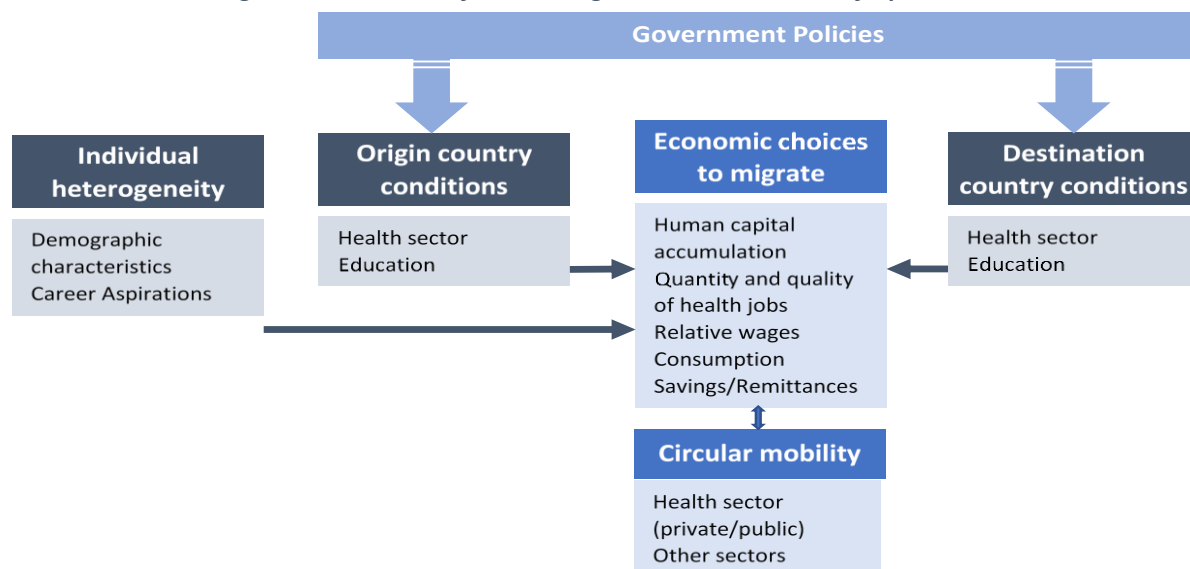 Government Policies
Individual
heterogeneity
Demographic
characteristics
Career Aspirations
Origin country
conditions
Health sector
Education
Economic choices
to migrate
Human capital
accumulation
Quantity and quality
of health jobs
Relative wages
Consumption
Savings/Remittances
Destination
country conditions
Health sector
Education
Circular mobility
Health sector
(private/public)
Other sectors